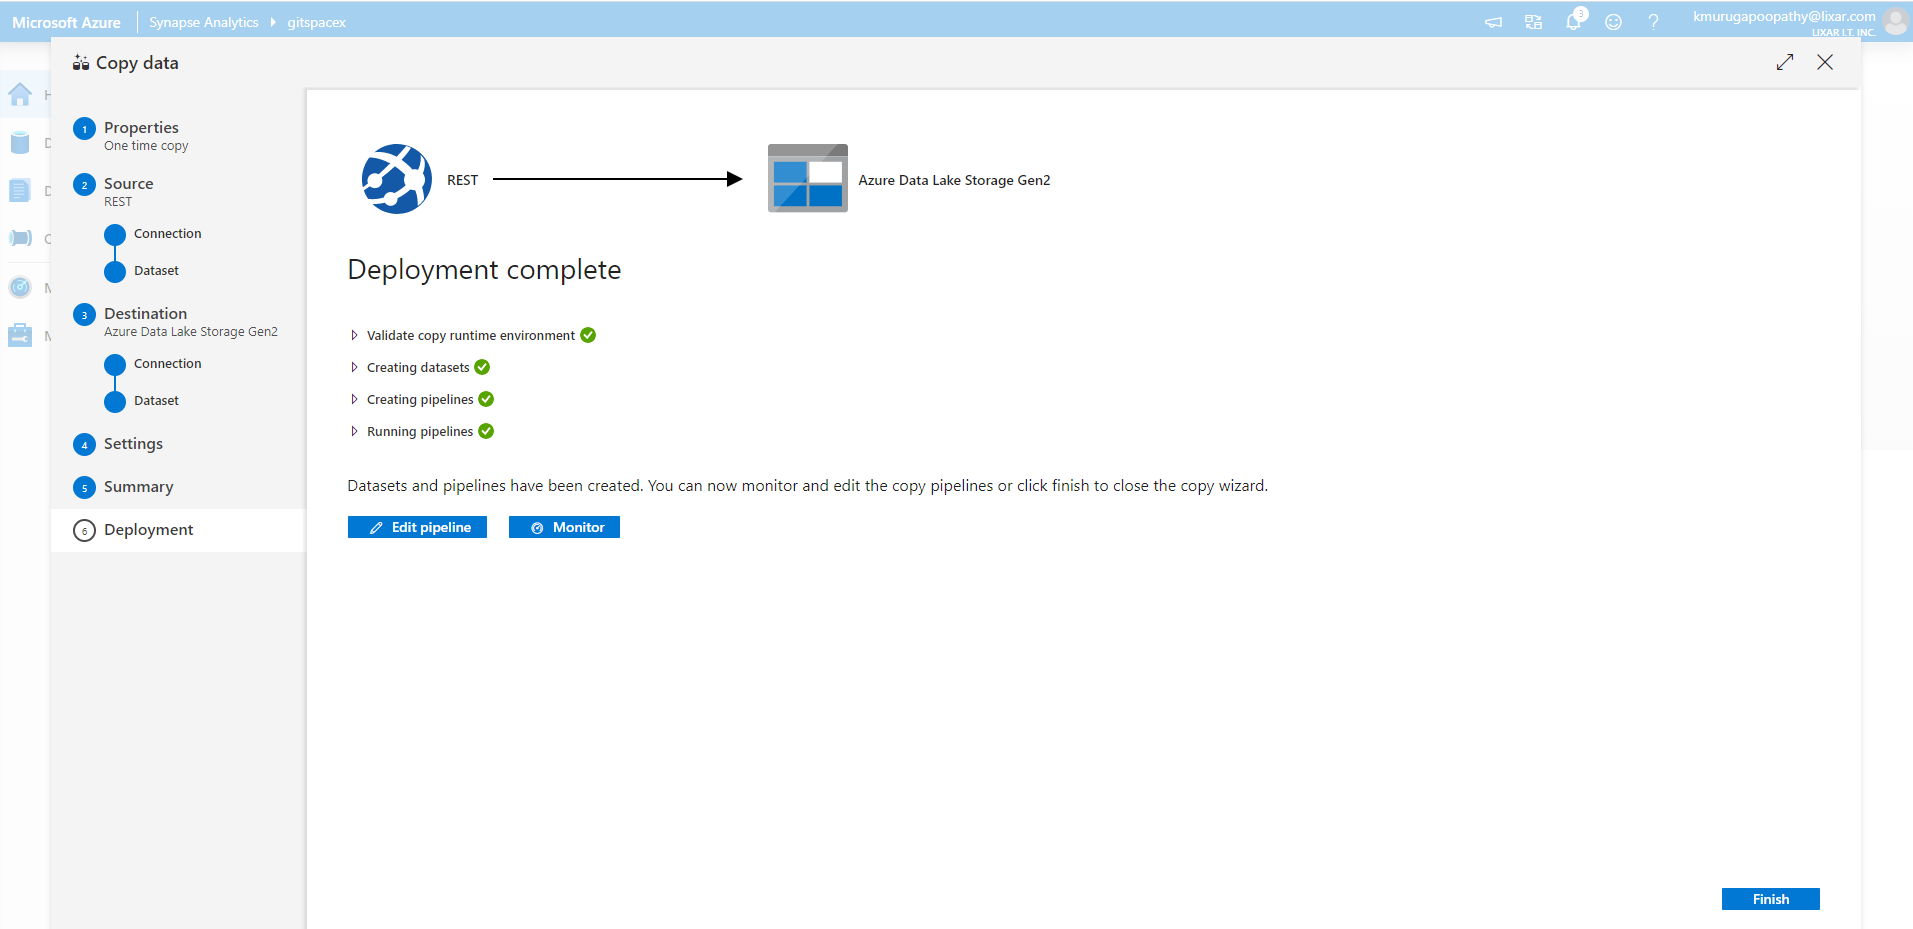 Microsoft Azure
Synapse Analytics
gitspacex
3
kmurugapoopathy@lixar.com
LIXAR I.T. INC.
Copy data
H
D
D
M
M
1 Properties
One time copy
2 Source
REST
Connection
Dataset
3 Destination
Azure Data Lake Storage Gen2
Connection
Dataset
4 Settings
5 Summary
6 Deployment
REST
Azure Data Lake Storage Gen2
Deployment complete
Validate copy runtime environment
Creating datasets
Creating pipelines
Running pipelines
Datasets and pipelines have been created. You can now monitor and edit the copy pipelines or click finish to close the copy wizard.
Edit pipeline
Monitor
Finish